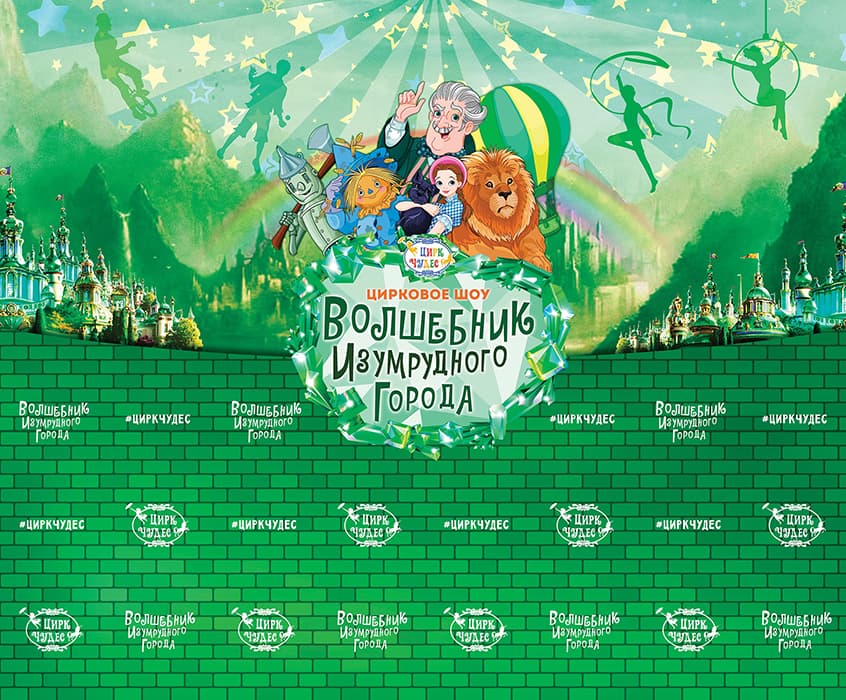 ЦИРК
ЧУДЕС
ЦИРКОВОЕ ШОУ
ВОЛШЕБНИК
ИЗУМРУДНОГО
ГОРОДА
ВОЛШЕБНИК
ИЗУМРУДНОГО
ГОРОДА
#ЦИРКЧУДЕС
ВОЛШЕБНИК
ИЗУМРУДНОГО
ГОРОДА
#ЦИРКЧУДЕС
ВОЛШЕБНИК
ИЗУМРУДНОГО
ГОРОДА
#ЦИРКЧУДЕС
#ЦИРКЧУДЕС
ЦИРК
ЧУДЕС
#ЦИРКЧУДЕС
ЦИРК
ЧУДЕС
#ЦИРКЧУДЕС
ЦИРК
ЧУДЕС
#ЦИРКЧУДЕС
ЦИРК
ЧУДЕС
ЦИРК
ЧУДЕС
ВОЛШЕБНИК
ИЗУМРУДНОГО
ГОРОДА
ЦИРК
ЧУДЕС
ВОЛШЕБНИК
ИЗУМРУДНОГО
ГОРОДА
ЦИРК
ЧУДЕС
ВОЛШЕБНИК
ИЗУМРУДНОГО
ГОРОДА
ЦИРК
ЧУДЕС
ВОЛШЕБНИК
ИЗУМРУДНОГО
ГОРОДА